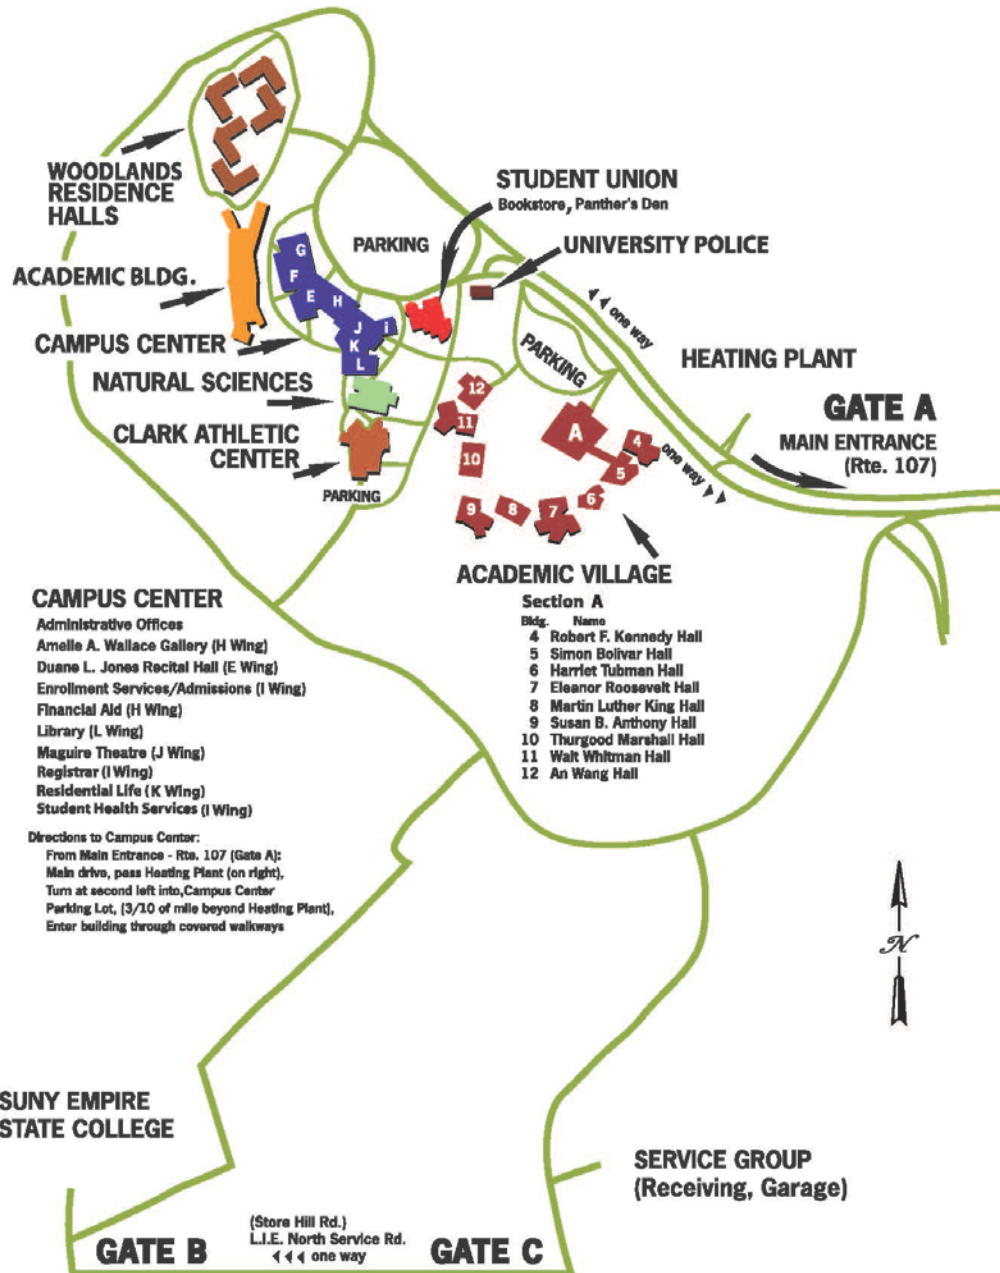 WOODLANDS
RESIDENCE
HALLS
STUDENT UNION
Bookstore, Panther's Den
PARKING
UNIVERSITY POLICE
ACADEMIC BLDG.
G
F
E
H
J
i
K
L
◄◄ one way
CAMPUS CENTER
PARKING
HEATING PLANT
NATURAL SCIENCES
12
GATE A
MAIN ENTRANCE
(Rte. 107)
CLARK ATHLETIC
CENTER
11
A
4
one way ►►
10
5
PARKING
6
9
8
7
ACADEMIC VILLAGE
Section A
Bldg. Name
4 Robert F. Kennedy Hall
5 Simon Bolivar Hall
6 Harriet Tubman Hall
7 Eleanor Roosevelt Hall
8 Martin Luther King Hall
9 Susan B. Anthony Hall
10 Thurgood Marshall Hall
11 Walt Whitman Hall
12 An Wang Hall
CAMPUS CENTER
Administrative Offices
Amelie A. Wallace Gallery (H Wing)
Duane L. Jones Recital Hall (E Wing)
Enrollment Services/Admissions (I Wing)
Financial Aid (H Wing)
Library (L Wing)
Maguire Theatre (J Wing)
Registrar (I Wing)
Residential Life (K Wing)
Student Health Services (I Wing)
Directions to Campus Center:
From Main Entrance - Rte. 107 (Gate A):
Main drive, pass Heating Plant (on right),
Turn at second left into,Campus Center
Parking Lot, (3/10 of mile beyond Heating Plant),
Enter building through covered walkways
N
SUNY EMPIRE
STATE COLLEGE
SERVICE GROUP
(Receiving, Garage)
GATE B
(Store Hill Rd.)
L.I.E. North Service Rd.
◄◄◄ one way
GATE C